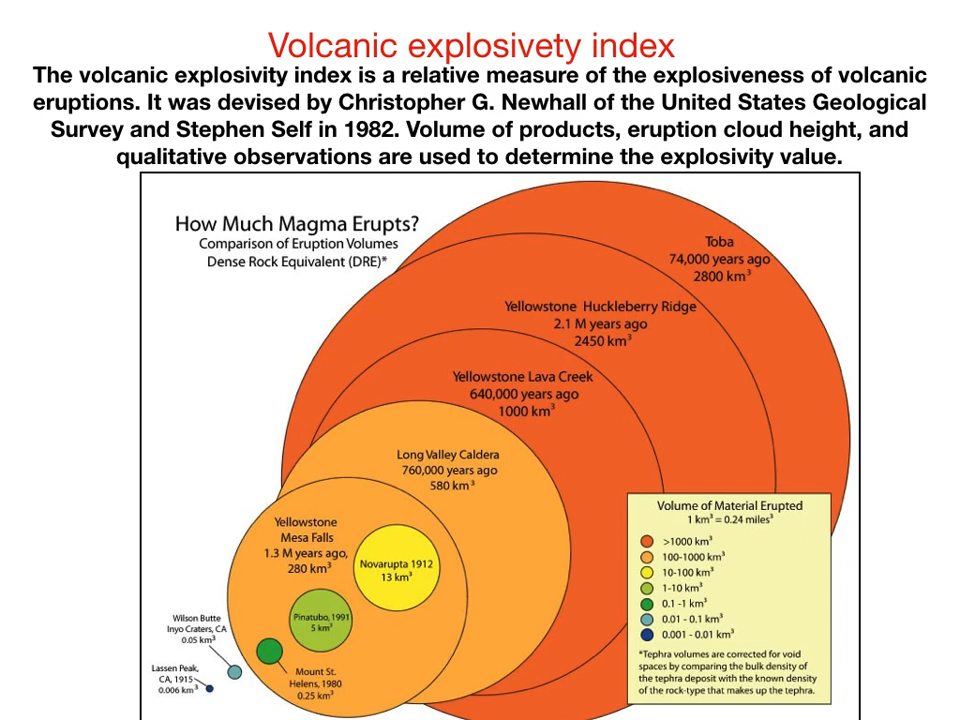 Volcanic explosivety index
The volcanic explosivity index is a relative measure of the explosiveness of volcanic
eruptions. It was devised by Christopher G. Newhall of the United States Geological
Survey and Stephen Self in 1982. Volume of products, eruption cloud height, and
qualitative observations are used to determine the explosivity value.
How Much Magma Erupts?
Comparison of Eruption Volumes
Dense Rock Equivalent (DRE)*
Toba
74,000 years ago
2800 km³
Yellowstone Huckleberry Ridge
2.1 M years ago
2450 km³
Yellowstone Lava Creek
640,000 years ago
1000 km³
Long Valley Caldera
760,000 years ago
580 km³
Yellowstone
Mesa Falls
1.3 M years ago,
280 km³
Novarupta 1912
13 km³
Pinatubo, 1991
5 km³
Wilson Butte
Inyo Craters, CA
0.05 km³
Lassen Peak,
CA, 1915
0.006 km³
Mount St.
Helens, 1980
0.25 km³
Volume of Material Erupted
1 km³ = 0.24 miles³
>1000 km³
100-1000 km³
10-100 km³
1-10 km³
0.1 -1 km³
0.01 - 0.1 km³
0.001 - 0.01 km³
*Tephra volumes are corrected for void
spaces by comparing the bulk density of
the tephra deposit with the known density
of the rock-type that makes up the tephra.